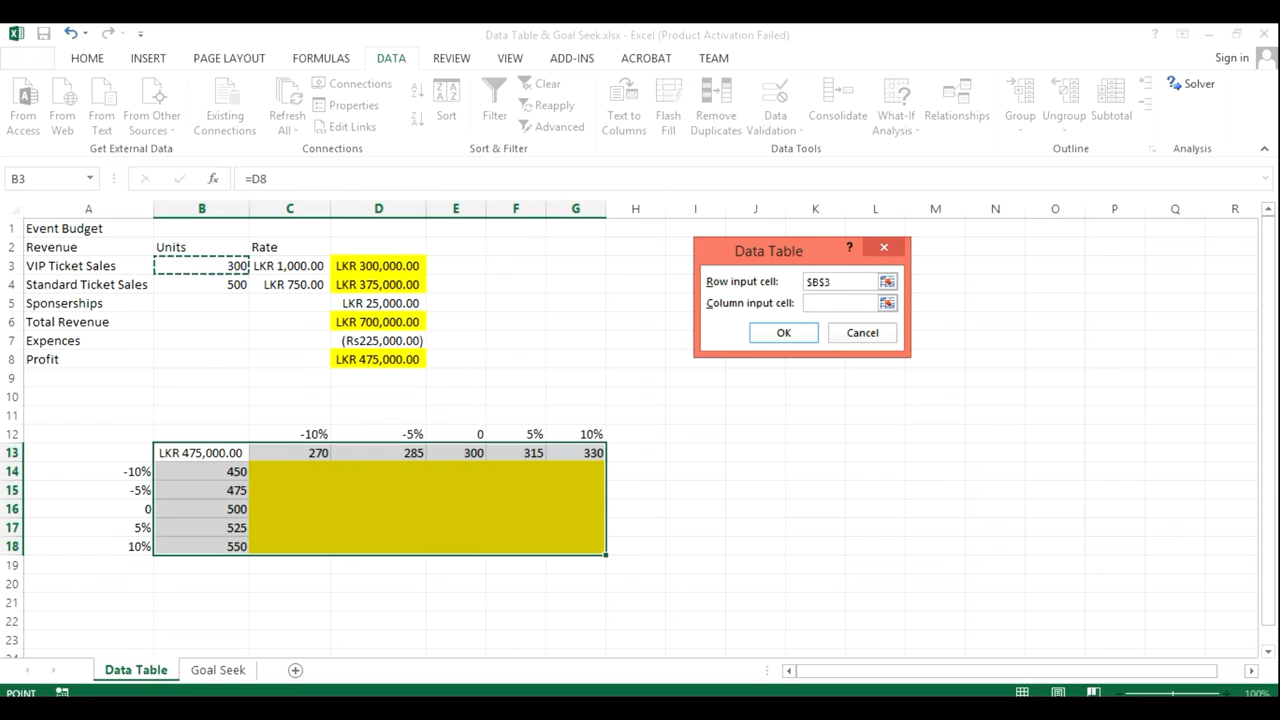 Data Table & Goal Seek.xlsx - Excel (Product Activation Failed)
HOME INSERT PAGE LAYOUT FORMULAS DATA REVIEW VIEW ADD-INS ACROBAT TEAM Sign in
From Access
From Web
From Text
From Other Sources
Existing Connections
Refresh All
Connections
Properties
Edit Links
Sort
Filter
Clear
Reapply
Advanced
Text to Columns
Flash Fill
Remove Duplicates
Data Validation
Consolidate
What-If Analysis
Relationships
Group
Ungroup
Subtotal
Solver
Get External Data Connections Sort & Filter Data Tools Outline Analysis
B3 fx =D8
A B C D E F G H I J K L M N O P Q R
1 Event Budget
2 Revenue Units Rate
3 VIP Ticket Sales 300 LKR 1,000.00 LKR 300,000.00
4 Standard Ticket Sales 500 LKR 750.00 LKR 375,000.00
5 Sponserships LKR 25,000.00
6 Total Revenue LKR 700,000.00
7 Expences (Rs225,000.00)
8 Profit LKR 475,000.00
9
10
11
12 -10% -5% 0 5% 10%
13 LKR 475,000.00 270 285 300 315 330
14 -10% 450
15 -5% 475
16 0 500
17 5% 525
18 10% 550
19
20
21
22
23
Data Table ?
Row input cell: $B$3
Column input cell:
OK Cancel
Data Table Goal Seek
POINT 100%